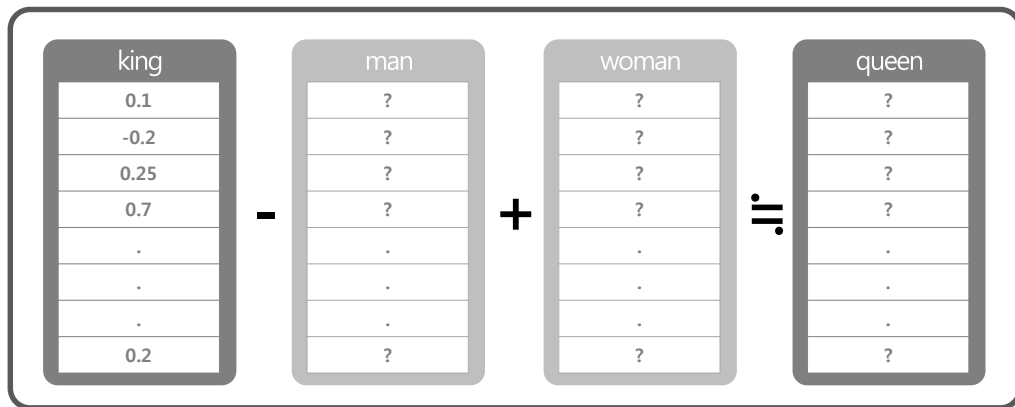 king man woman queen
0.1 ? ? ?
-0.2 ? ? ?
0.25 ? ? ?
0.7 ? ? ?
. . . .
- + ≒
. . . .
. . . .
0.2 ? ? ?